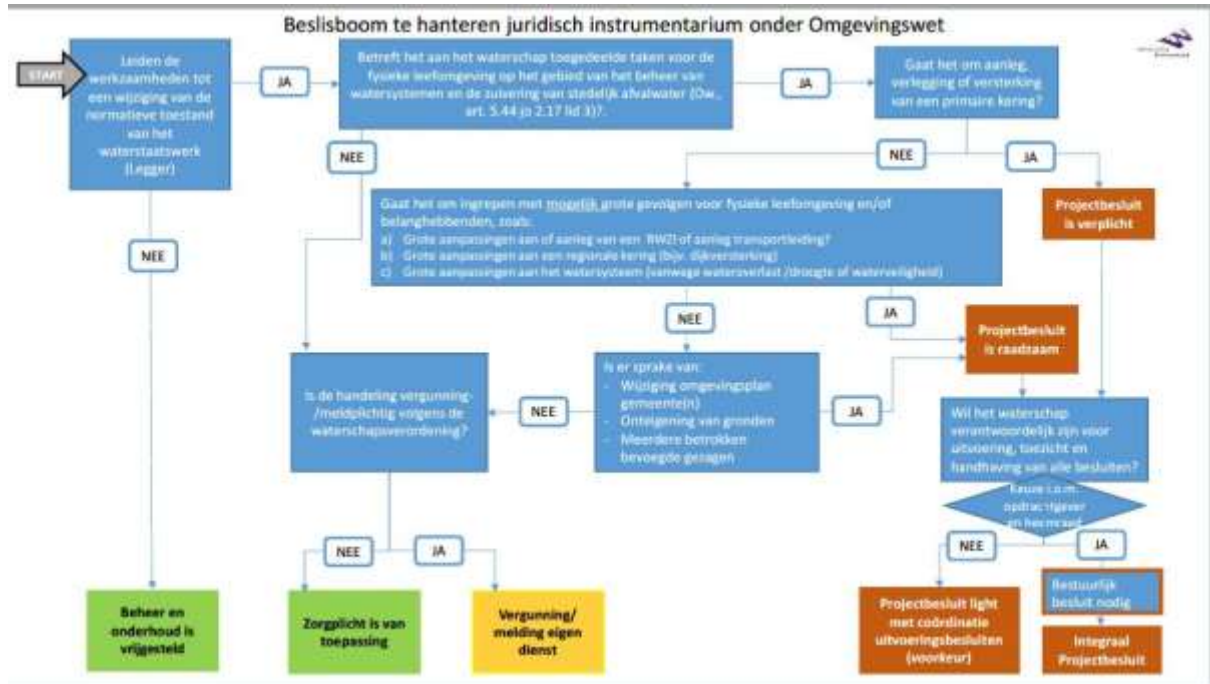 Beslisboom te hanteren juridisch instrumentarium onder Omgevingswet
START
Leiden de
werkzaamheden tot
een wijziging van de
normatieve toestand
van het
waterstaatswerk
(Legger)
JA
Betreft het aan het waterschap toegedeelde taken voor de
fysieke leefomgeving op het gebied van het beheer van
watersystemen en de zuivering van stedelijk afvalwater (Ow.,
art. 5.44 jo 2.17 lid 3)?.
JA
Gaat het om aanleg,
verlegging of versterking
van een primaire kering?
NEE
NEE
JA
Gaat het om ingrepen met mogelijk grote gevolgen voor fysieke leefomgeving en/of
belanghebbenden, zoals:
a) Grote aanpassingen aan of aanleg van een RWZI of aanleg transportleiding?
b) Grote aanpassingen aan een regionale kering (bijv. dijkversterking)
c) Grote aanpassingen aan het watersysteem (vanwege wateroverlast /droogte of waterveiligheid)
Projectbesluit
is verplicht
NEE
NEE
JA
Projectbesluit
is raadzaam
Is de handeling vergunning-
/meldplichtig volgens de
waterschapsverordening?
NEE
Is er sprake van:
- Wijziging omgevingsplan
gemeente(n)
- Onteigening van gronden
- Meerdere betrokken
bevoegde gezagen
JA
Wil het waterschap
verantwoordelijk zijn voor
uitvoering, toezicht en
handhaving van alle besluiten?
Keuze i.o.m.
opdrachtgever
en heemraad
NEE
JA
NEE
JA
Beheer en
onderhoud is
vrijgesteld
Zorgplicht is van
toepassing
Vergunning/
melding eigen
dienst
Projectbesluit light
met coördinatie
uitvoeringsbesluiten
(voorkeur)
Bestuurlijk
besluit nodig
Integraal
Projectbesluit